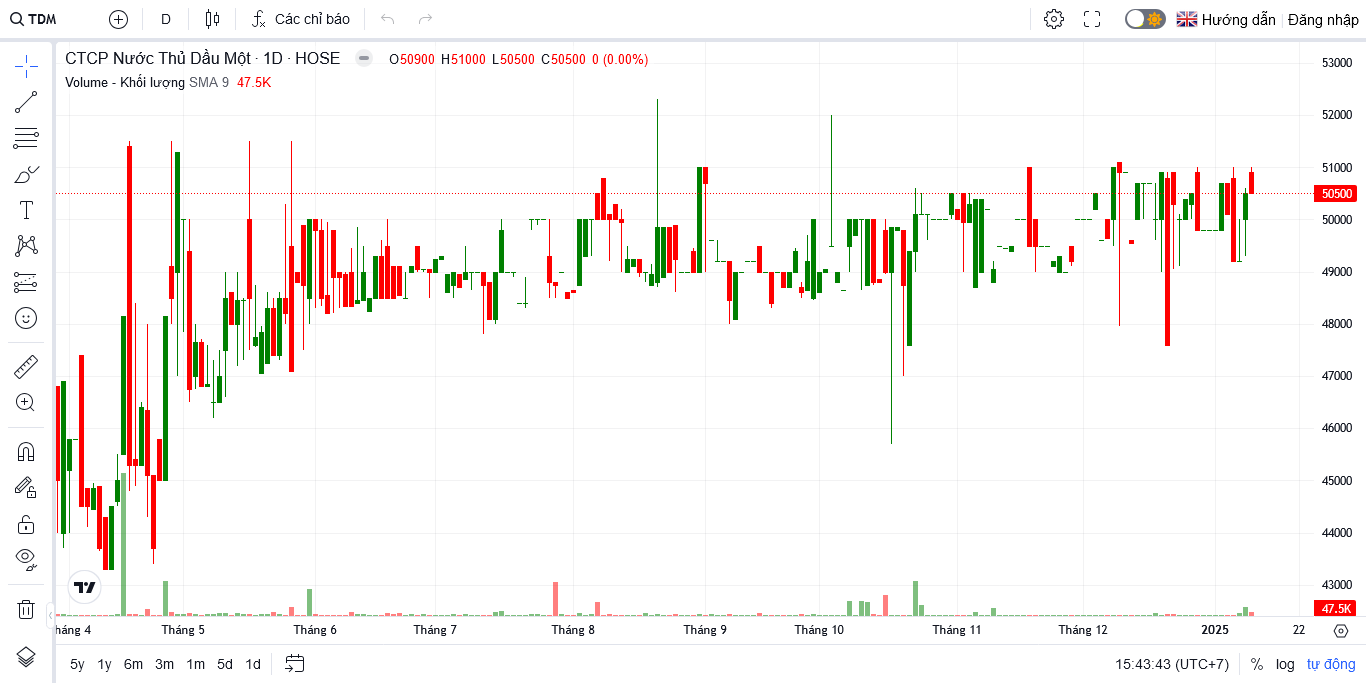 TDM D Các chỉ báo Hướng dẫn Đăng nhập
CTCP Nước Thủ Dầu Một · 1D · HOSE O50900 H51000 L50500 C50500 0 (0.00%)
Volume - Khối lượng SMA 9 47.5K
53000
52000
51000
50500
50000
49000
48000
47000
46000
45000
44000
43000
47.5K
háng 4 Tháng 5 Tháng 6 Tháng 7 Tháng 8 Tháng 9 Tháng 10 Tháng 11 Tháng 12 2025 22
5y 1y 6m 3m 1m 5d 1d 15:43:43 (UTC+7) % log tự động